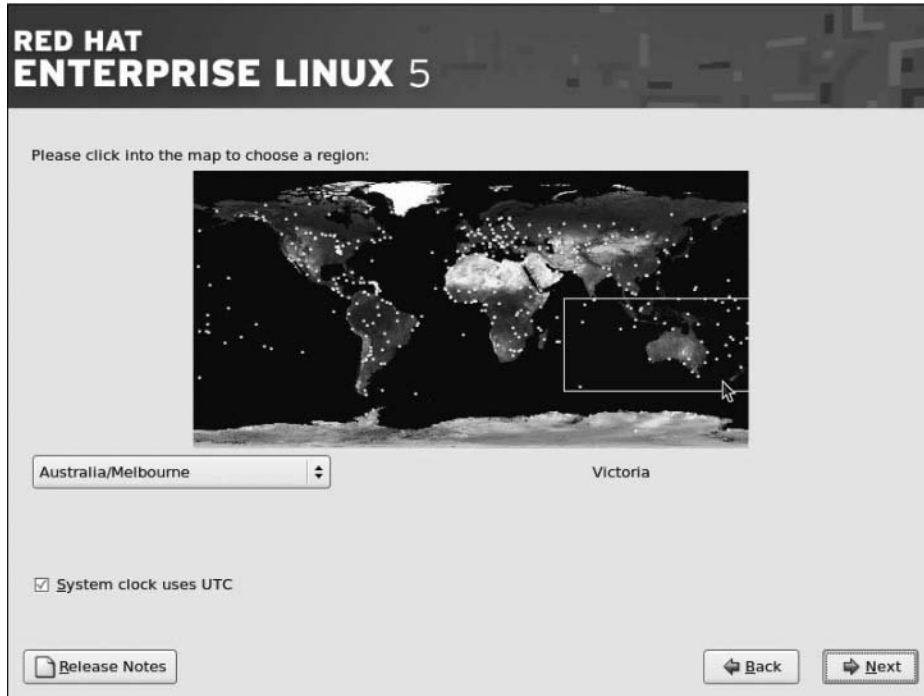 RED HAT
ENTERPRISE LINUX 5
Please click into the map to choose a region:
Australia/Melbourne
Victoria
System clock uses UTC
Release Notes
Back
Next